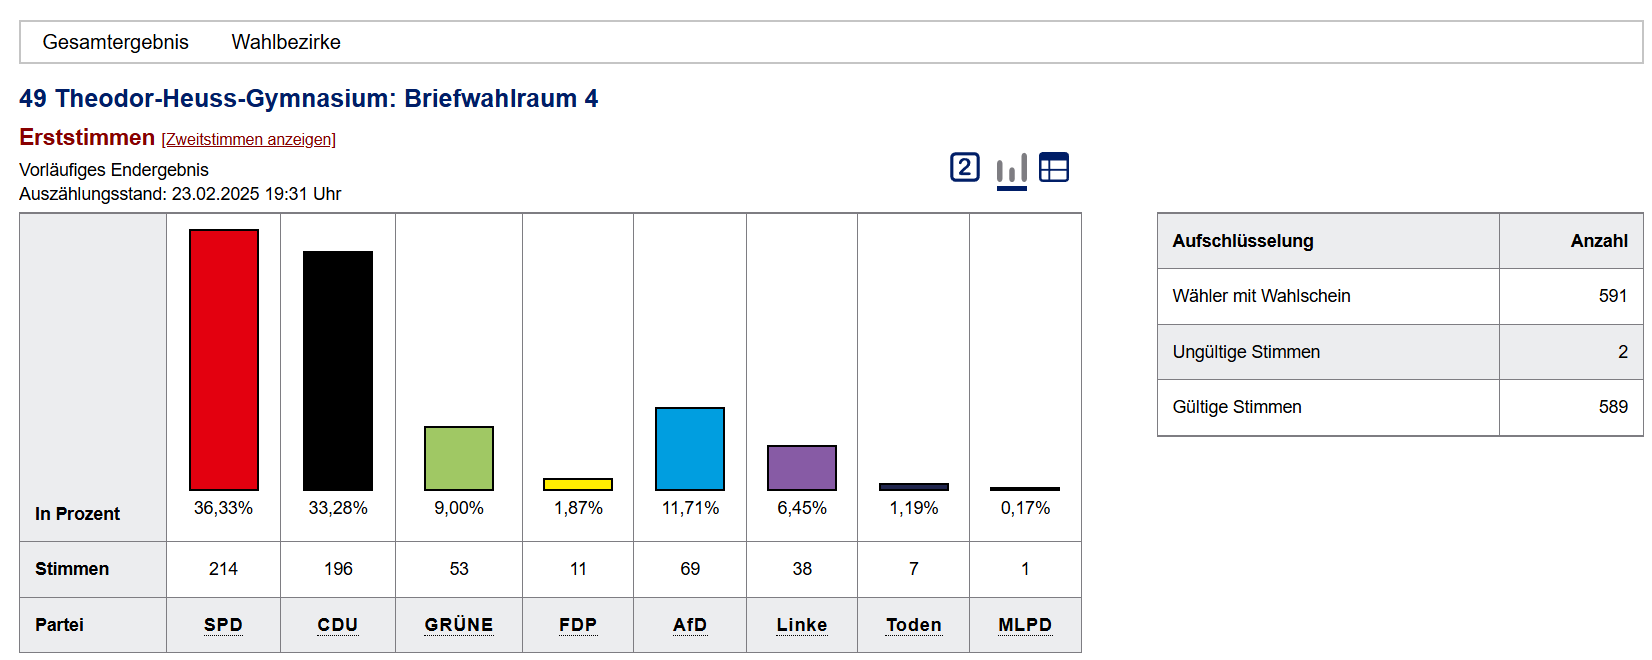 Gesamtergebnis Wahlbezirke
49 Theodor-Heuss-Gymnasium: Briefwahlraum 4
Erststimmen [Zweitstimmen anzeigen]
Vorläufiges Endergebnis
Auszählungsstand: 23.02.2025 19:31 Uhr
2
In Prozent 36,33% 33,28% 9,00% 1,87% 11,71% 6,45% 1,19% 0,17%
Stimmen 214 196 53 11 69 38 7 1
Partei SPD CDU GRÜNE FDP AfD Linke Toden MLPD
Aufschlüsselung Anzahl
Wähler mit Wahlschein 591
Ungültige Stimmen 2
Gültige Stimmen 589